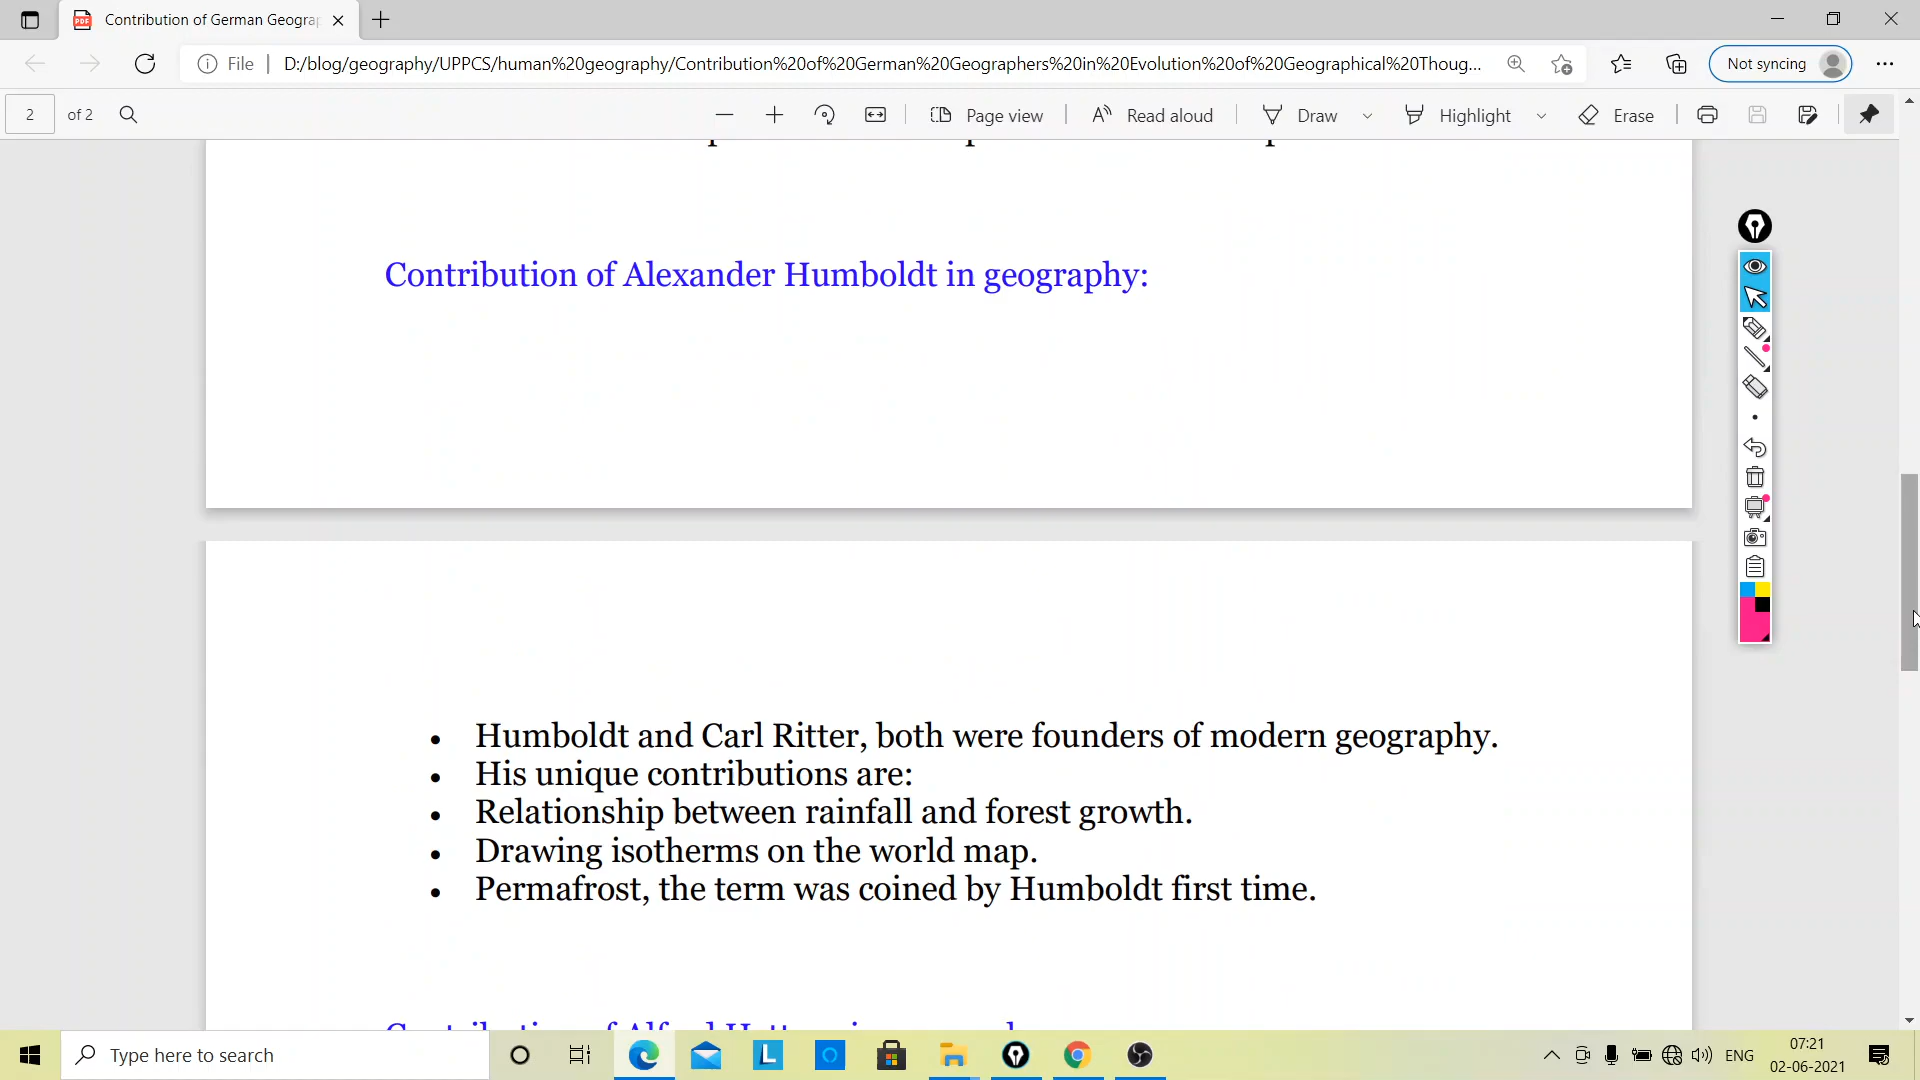 Contribution of German Geogra
File
D:/blog/geography/UPPCS/human%20geography/Contribution%20of%20German%20Geographers%20in%20Evolution%20of%20Geographical%20Thoug...
Not syncing
2 of 2
Page view
Read aloud
Draw
Highlight
Erase
Contribution of Alexander Humboldt in geography:
• Humboldt and Carl Ritter, both were founders of modern geography.
• His unique contributions are:
• Relationship between rainfall and forest growth.
• Drawing isotherms on the world map.
• Permafrost, the term was coined by Humboldt first time.
Type here to search
ENG
07:21
02-06-2021